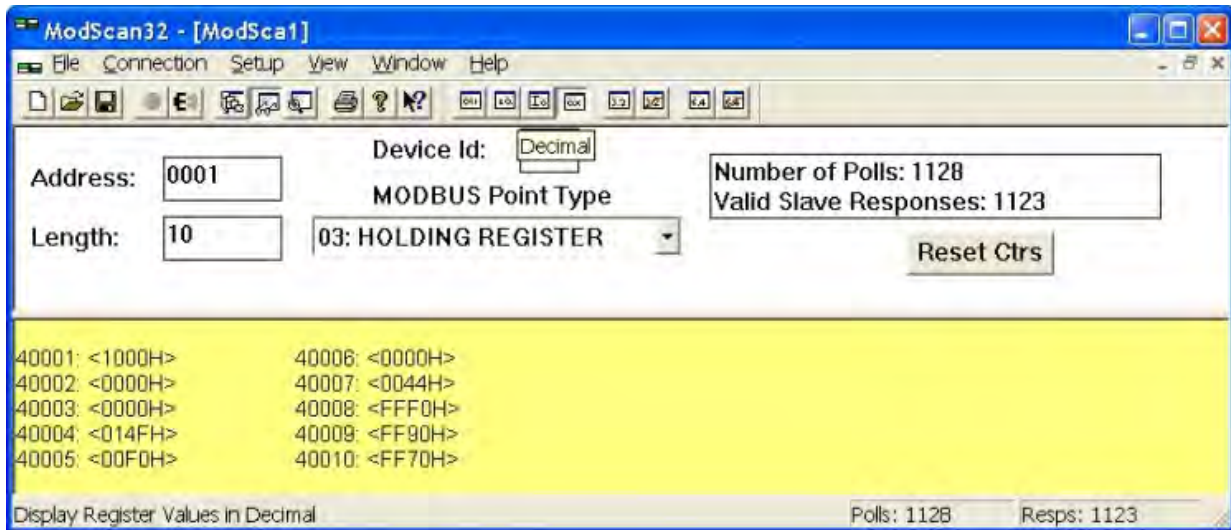 ModScan32 - [ModSca1]
File Connection Setup View Window Help
Device Id:
Decimal
Address: 0001
MODBUS Point Type
Number of Polls: 1128
Valid Slave Responses: 1123
Length: 10
03: HOLDING REGISTER
Reset Ctrs
40001: <1000H> 40006: <0000H>
40002: <0000H> 40007: <0044H>
40003: <0000H> 40008: <FFF0H>
40004: <014FH> 40009: <FF90H>
40005: <00F0H> 40010: <FF70H>
Display Register Values in Decimal Polls: 1128 Resps: 1123